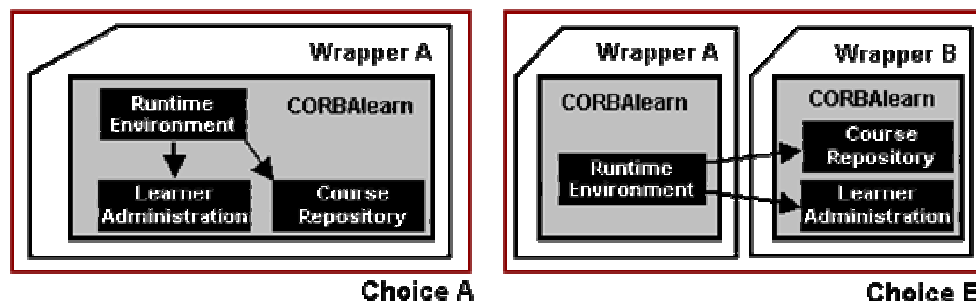 Wrapper A
CORBAlearn
Runtime
Environment
Learner
Administration
Course
Repository
Choice A
Wrapper A
CORBAlearn
Runtime
Environment
Wrapper B
CORBAlearn
Course
Repository
Learner
Administration
Choice